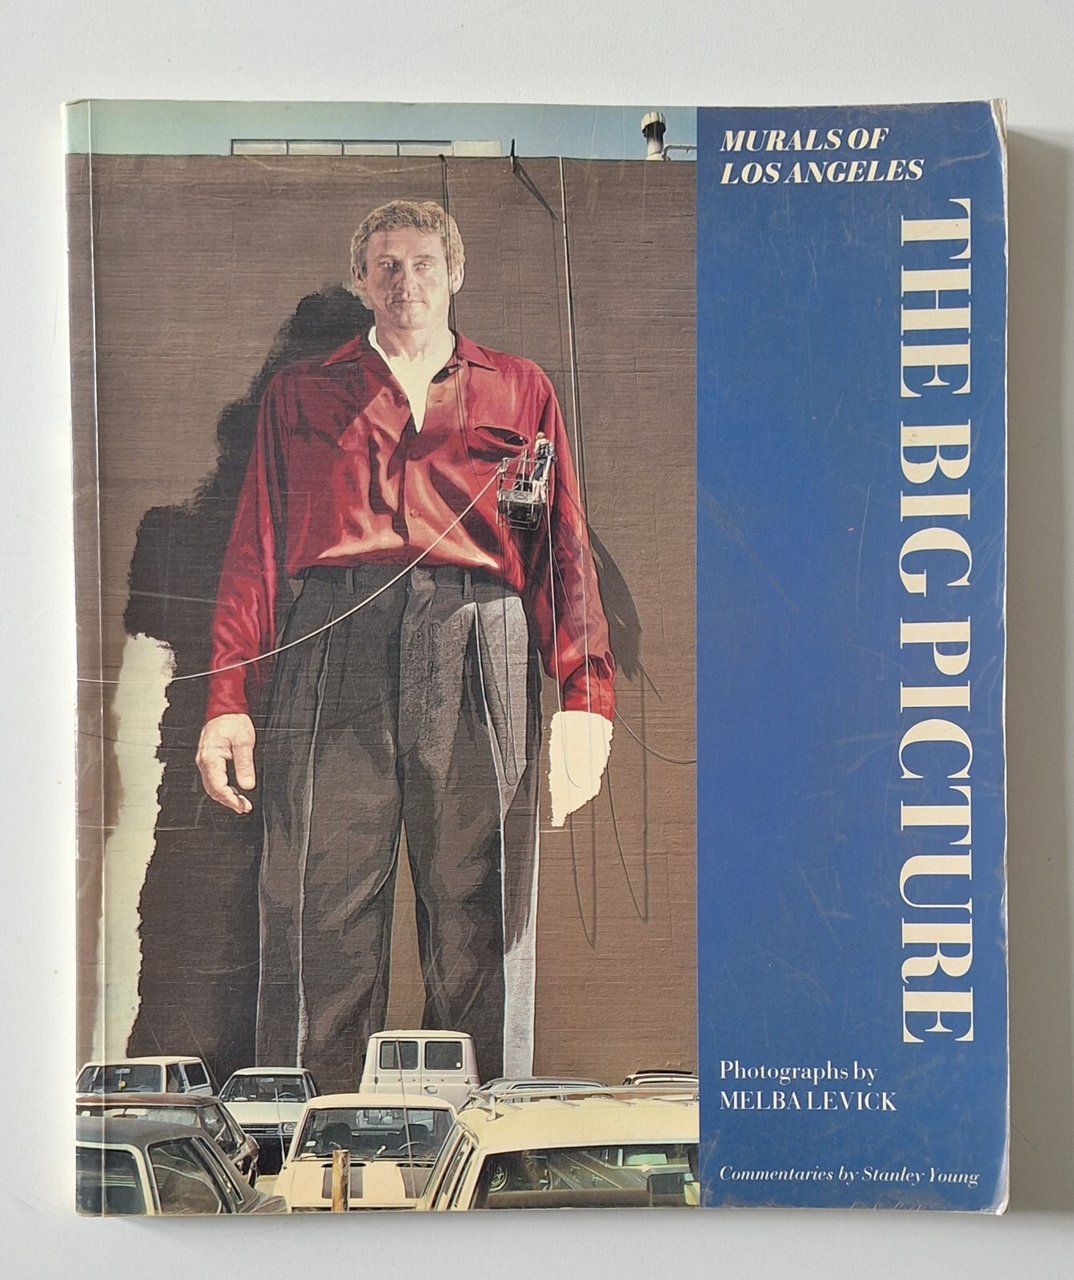 MURALS OF
LOS ANGELES
THE BIG PICTURE
Photographs by
MELBA LEVICK
Commentaries by Stanley Young